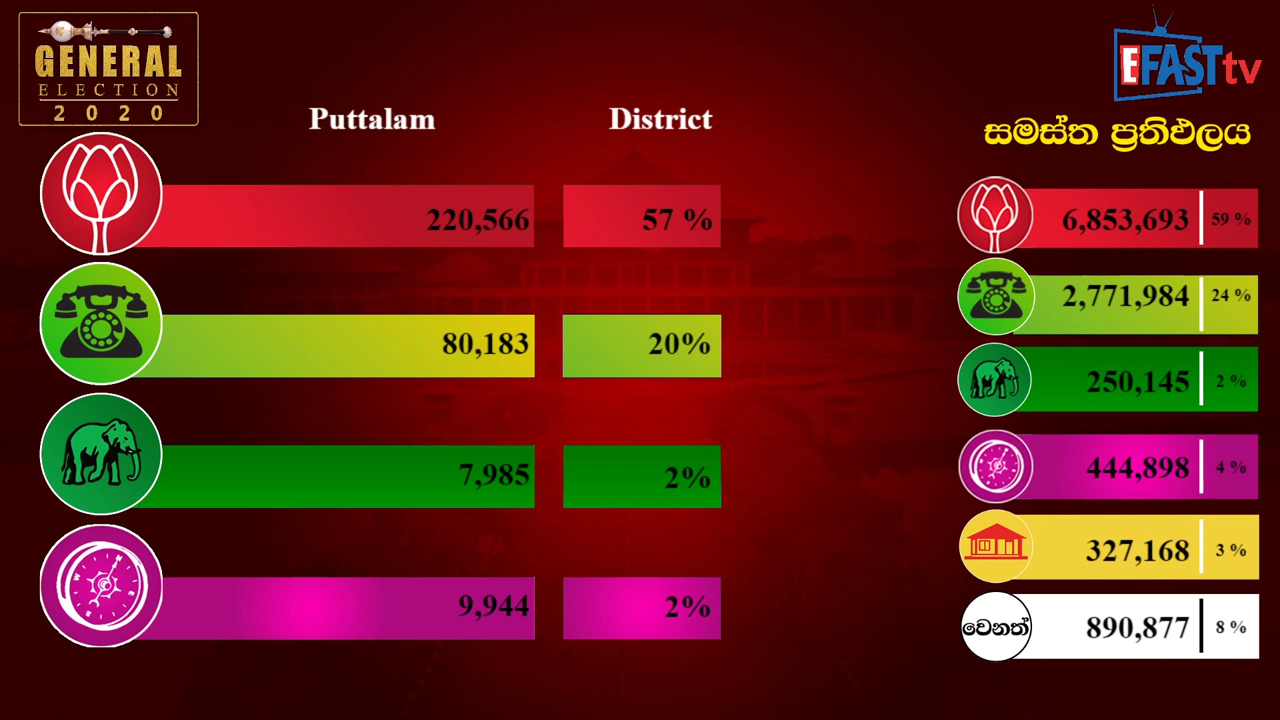 GENERAL
ELECTION
2020
EFAST tv
Puttalam District
220,566 57 %
80,183 20%
7,985 2%
9,944 2%
සමස්ත ප්‍රතිඵලය
6,853,693 59 %
2,771,984 24 %
250,145 2 %
444,898 4 %
327,168 3 %
වෙනත් 890,877 8 %